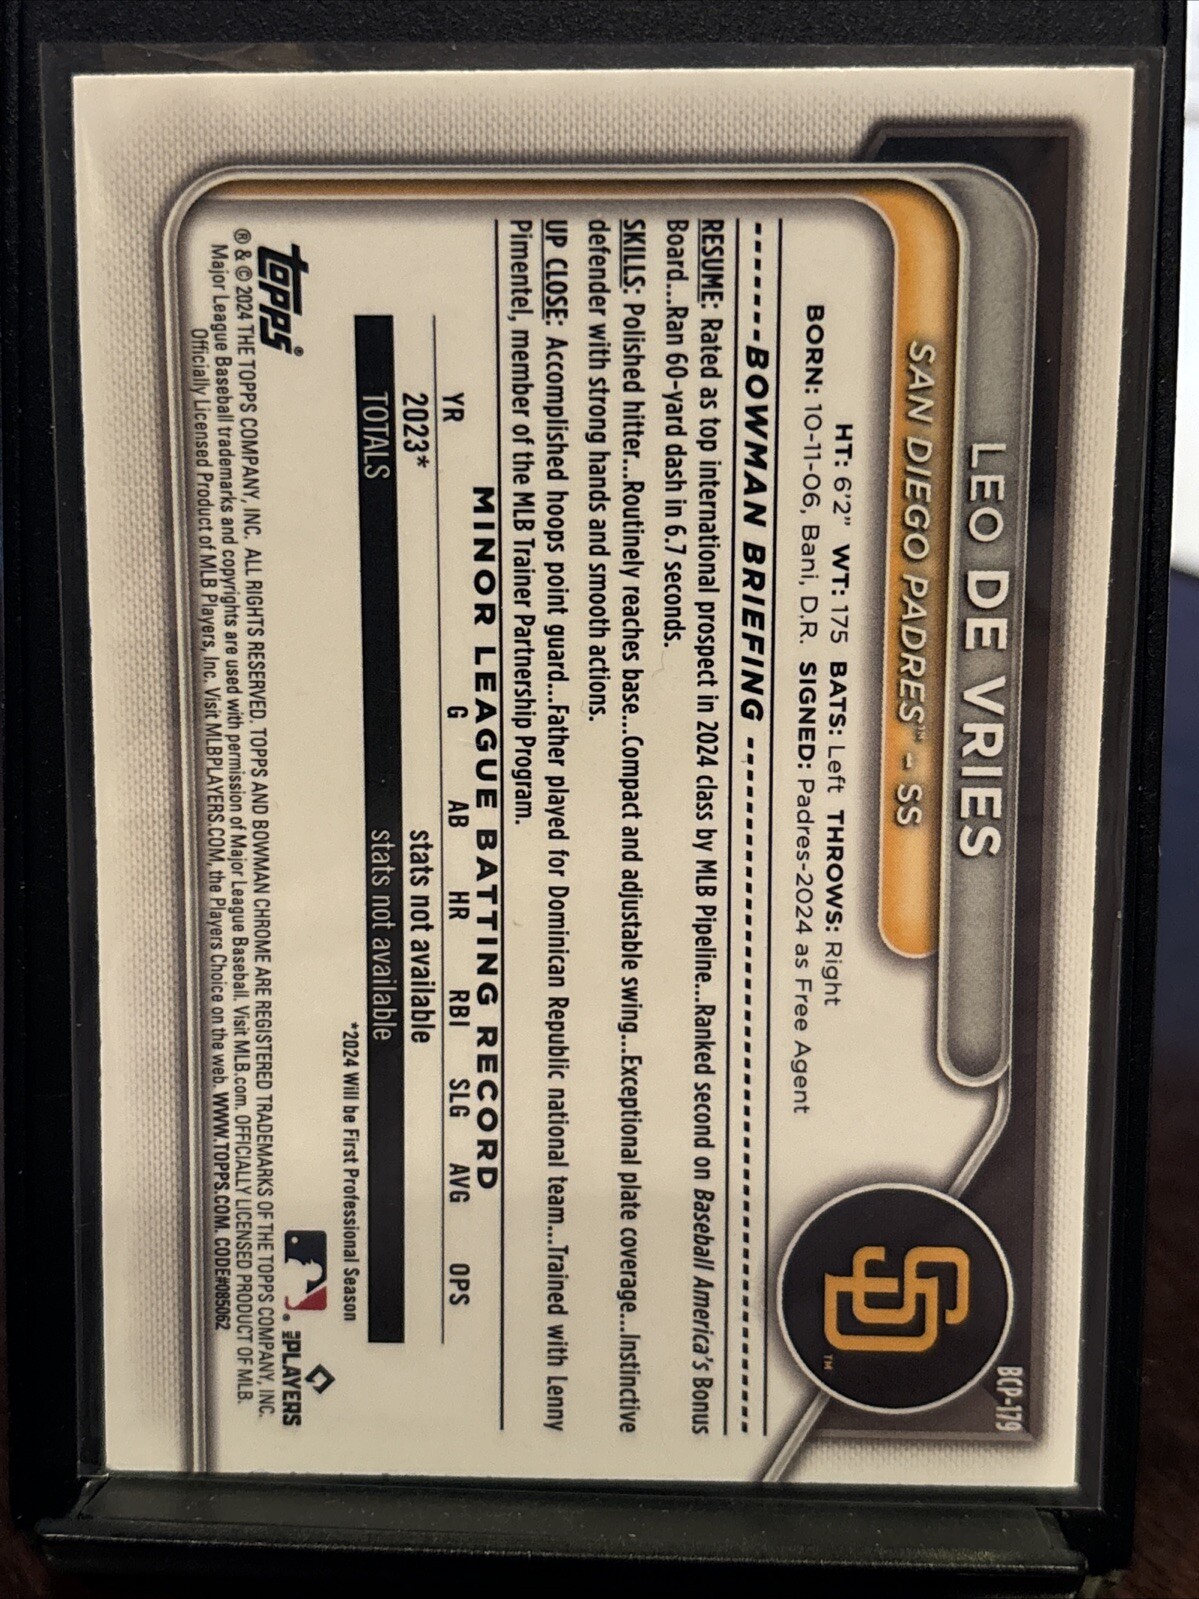 BCP-179
LEO DE VRIES
SAN DIEGO PADRES™ - SS
SD™
HT: 6'2" WT: 175 BATS: Left THROWS: Right
BORN: 10-11-06, Bani, D.R. SIGNED: Padres-2024 as Free Agent
BOWMAN BRIEFING
RESUME: Rated as top international prospect in 2024 class by MLB Pipeline...Ranked second on Baseball America's Bonus
Board...Ran 60-yard dash in 6.7 seconds.
SKILLS: Polished hitter...Routinely reaches base...Compact and adjustable swing...Exceptional plate coverage...Instinctive
defender with strong hands and smooth actions.
UP CLOSE: Accomplished hoops point guard...Father played for Dominican Republic national team...Trained with Lenny
Pimentel, member of the MLB Trainer Partnership Program.
MINOR LEAGUE BATTING RECORD
YR G AB HR RBI SLG AVG OPS
2023* stats not available
TOTALS stats not available
*2024 Will be First Professional Season
topps®
® & © 2024 THE TOPPS COMPANY, INC. ALL RIGHTS RESERVED. TOPPS AND BOWMAN CHROME ARE REGISTERED TRADEMARKS OF THE TOPPS COMPANY, INC.
Major League Baseball trademarks and copyrights are used with permission of Major League Baseball. Visit MLB.com. OFFICIALLY LICENSED PRODUCT OF MLB.
Officially Licensed Product of MLB Players, Inc. Visit MLBPLAYERS.COM, the Players Choice on the web. WWW.TOPPS.COM. CODE#085062
MLB PLAYERS